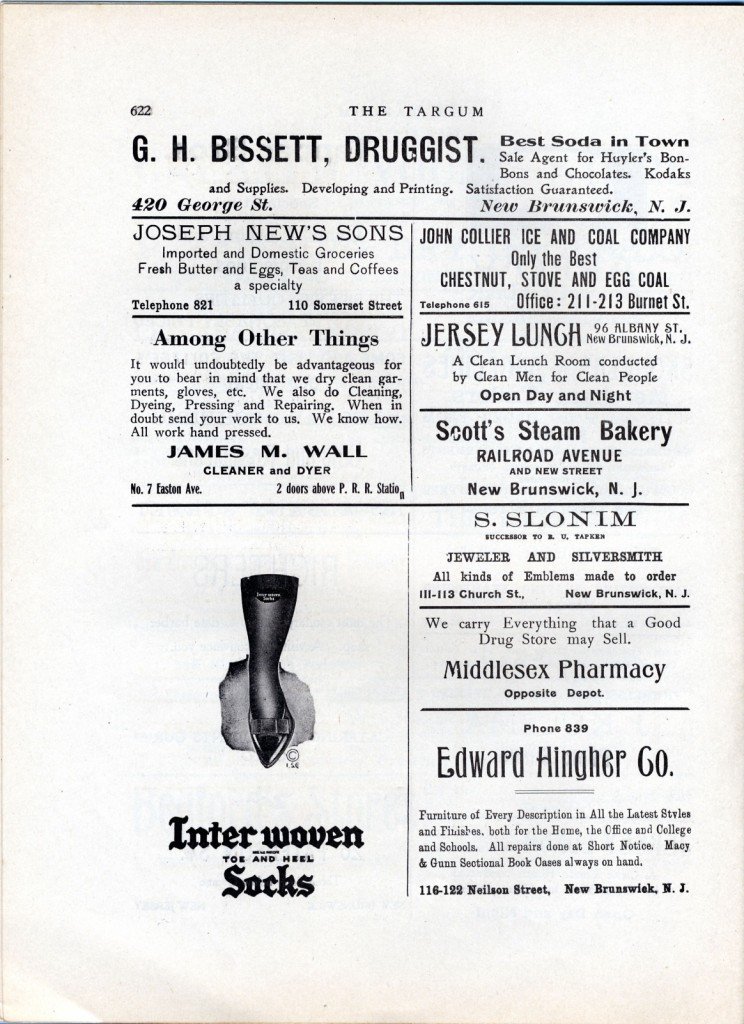 622
THE TARGUM
G. H. BISSETT, DRUGGIST.
Best Soda in Town
Sale Agent for Huyler's Bon-
Bons and Chocolates. Kodaks
and Supplies. Developing and Printing. Satisfaction Guaranteed.
420 George St. New Brunswick, N. J.
JOSEPH NEW'S SONS
Imported and Domestic Groceries
Fresh Butter and Eggs, Teas and Coffees
a specialty
Telephone 821 110 Somerset Street
Among Other Things
It would undoubtedly be advantageous for
you to bear in mind that we dry clean gar-
ments, gloves, etc. We also do Cleaning,
Dyeing, Pressing and Repairing. When in
doubt send your work to us. We know how.
All work hand pressed.
JAMES M. WALL
CLEANER and DYER
No. 7 Easton Ave. 2 doors above P. R. R. Station
JOHN COLLIER ICE AND COAL COMPANY
Only the Best
CHESTNUT, STOVE AND EGG COAL
Telephone 615 Office: 211-213 Burnet St.
JERSEY LUNCH
96 ALBANY ST.
New Brunswick, N. J.
A Clean Lunch Room conducted
by Clean Men for Clean People
Open Day and Night
Scott's Steam Bakery
RAILROAD AVENUE
AND NEW STREET
New Brunswick, N. J.
Interwoven
Socks
© I.S.C
Interwoven
TOE AND HEEL
Socks
S. SLONIM
SUCCESSOR TO B. U. TAPKEN
JEWELER AND SILVERSMITH
All kinds of Emblems made to order
111-113 Church St., New Brunswick, N. J.
We carry Everything that a Good
Drug Store may Sell.
Middlesex Pharmacy
Opposite Depot.
Phone 839
Edward Hingher Co.
Furniture of Every Description in All the Latest Styles
and Finishes, both for the Home, the Office and College
and Schools. All repairs done at Short Notice. Macy
& Gunn Sectional Book Cases always on hand.
116-122 Neilson Street, New Brunswick, N. J.